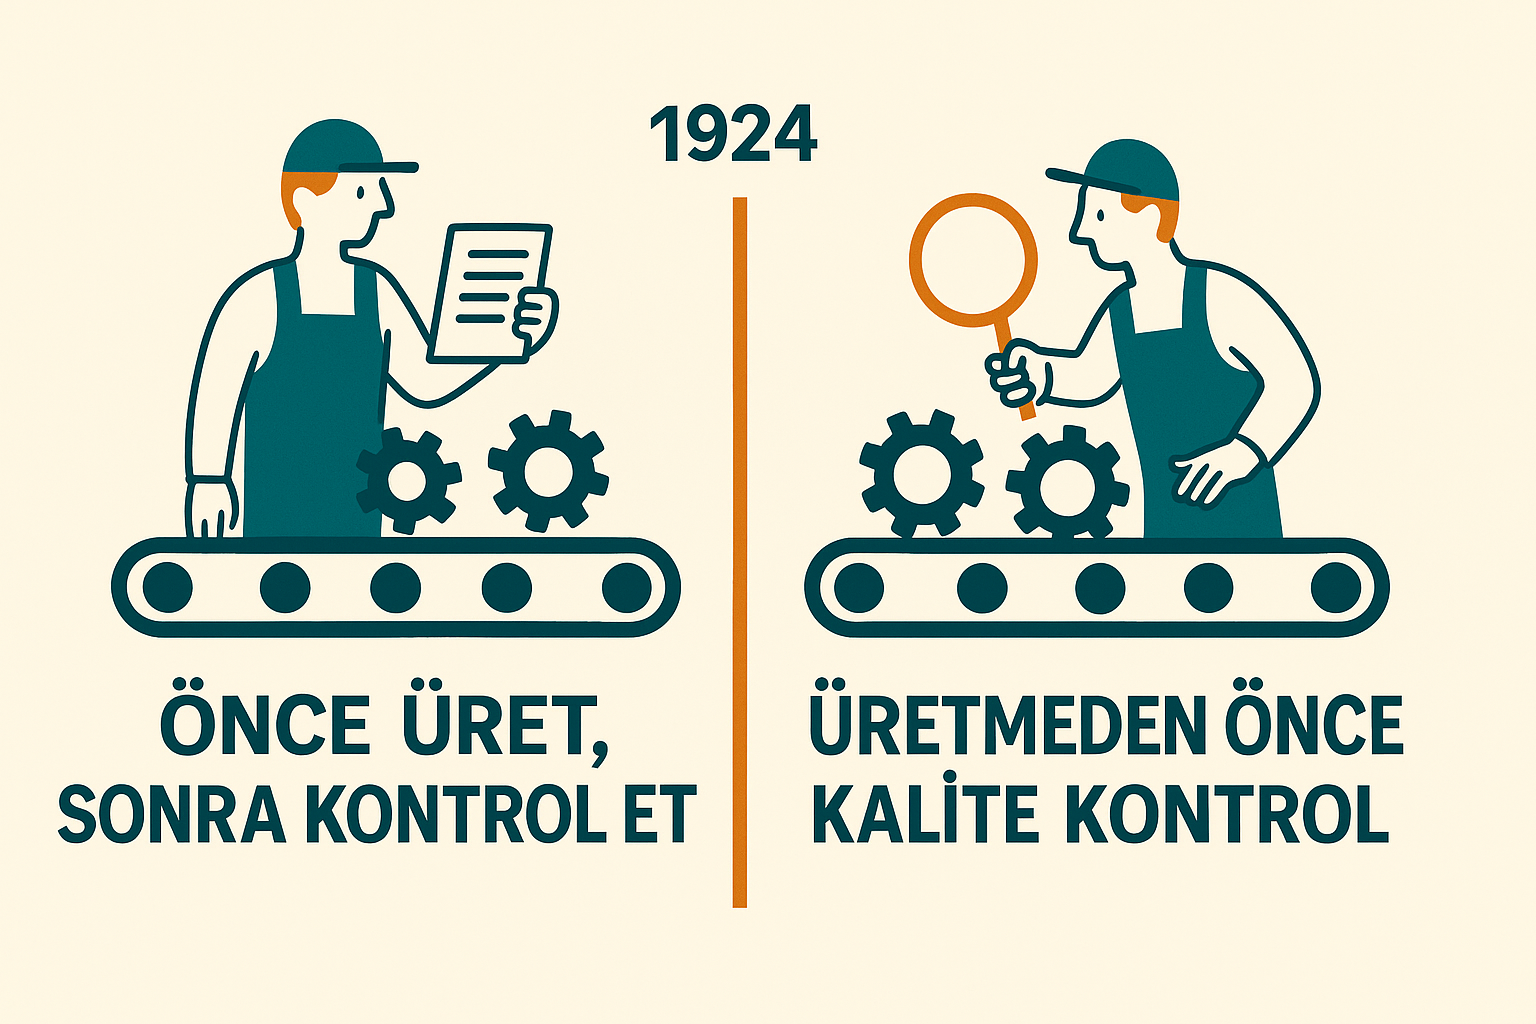 1924
ÖNCE ÜRET,
SONRA KONTROL ET
ÜRETMEDEN ÖNCE
KALİTE KONTROL